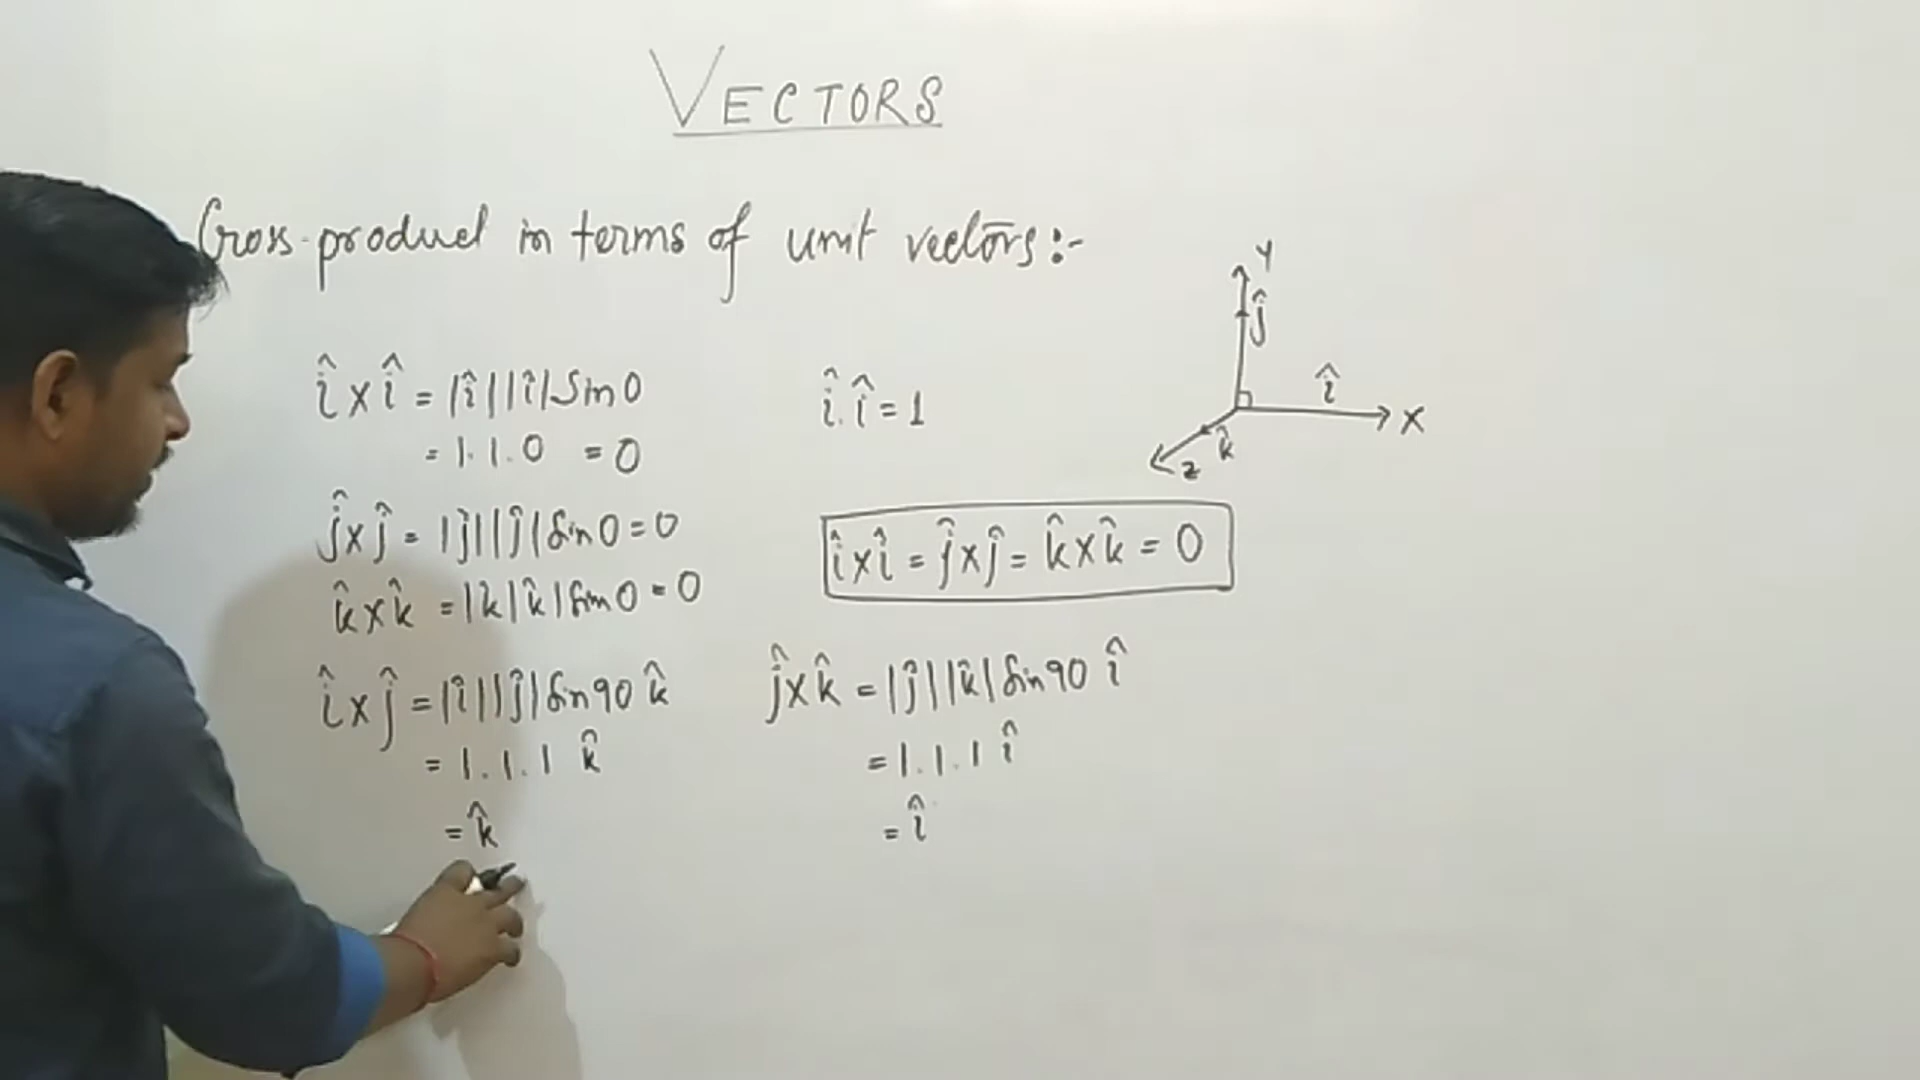 VECTORS
Cross-product in terms of unit vectors:-
î x î = |î||î| Sin 0
= 1.1.0 = 0
ĵ x ĵ = |ĵ||ĵ| Sin 0 = 0
k̂ x k̂ = |k̂|k̂| Sin 0 = 0
î x ĵ = |î||ĵ| Sin 90 k̂
= 1.1.1 k̂
= k̂
î.î = 1
î x î = ĵ x ĵ = k̂ x k̂ = 0
ĵ x k̂ = |ĵ||k̂| Sin 90 î
= 1.1.1 î
= î
Y
ĵ
î
X
k̂
Z